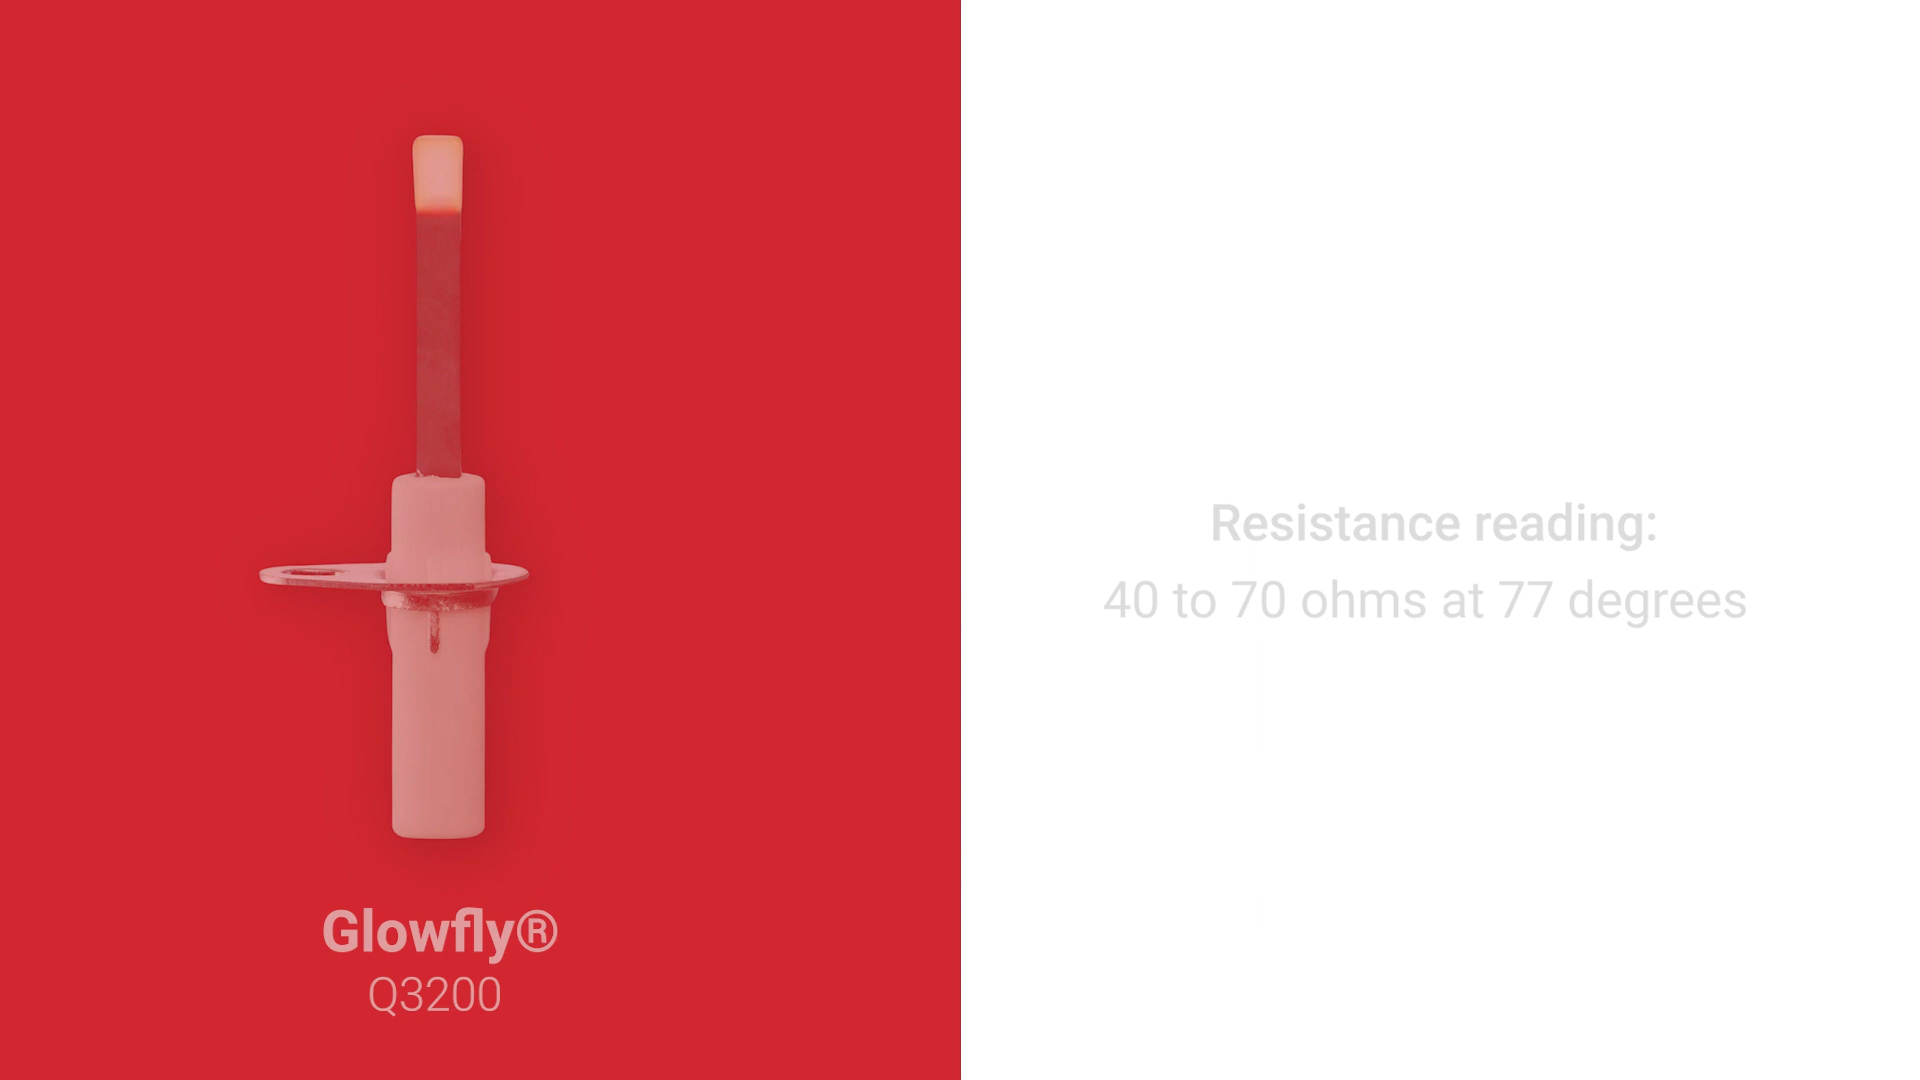 Glowfly®
Q3200
Resistance reading:
40 to 70 ohms at 77 degrees